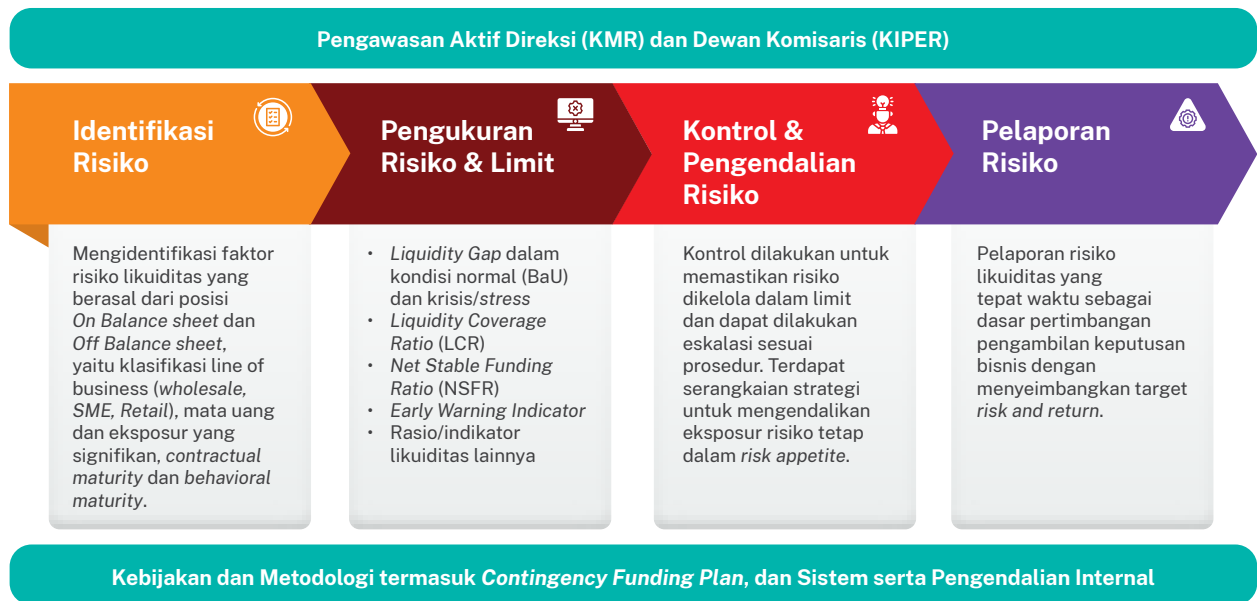 Pengawasan Aktif Direksi (KMR) dan Dewan Komisaris (KIPER)
Identifikasi
Risiko
Pengukuran
Risiko & Limit
Kontrol &
Pengendalian
Risiko
Pelaporan
Risiko
Mengidentifikasi faktor
risiko likuiditas yang
berasal dari posisi
On Balance sheet dan
Off Balance sheet,
yaitu klasifikasi line of
business (wholesale,
SME, Retail), mata uang
dan eksposur yang
signifikan, contractual
maturity dan behavioral
maturity.
• Liquidity Gap dalam
kondisi normal (BaU)
dan krisis/stress
• Liquidity Coverage
Ratio (LCR)
• Net Stable Funding
Ratio (NSFR)
• Early Warning Indicator
• Rasio/indikator
likuiditas lainnya
Kontrol dilakukan untuk
memastikan risiko
dikelola dalam limit
dan dapat dilakukan
eskalasi sesuai
prosedur. Terdapat
serangkaian strategi
untuk mengendalikan
eksposur risiko tetap
dalam risk appetite.
Pelaporan risiko
likuiditas yang
tepat waktu sebagai
dasar pertimbangan
pengambilan keputusan
bisnis dengan
menyeimbangkan target
risk and return.
Kebijakan dan Metodologi termasuk Contingency Funding Plan, dan Sistem serta Pengendalian Internal